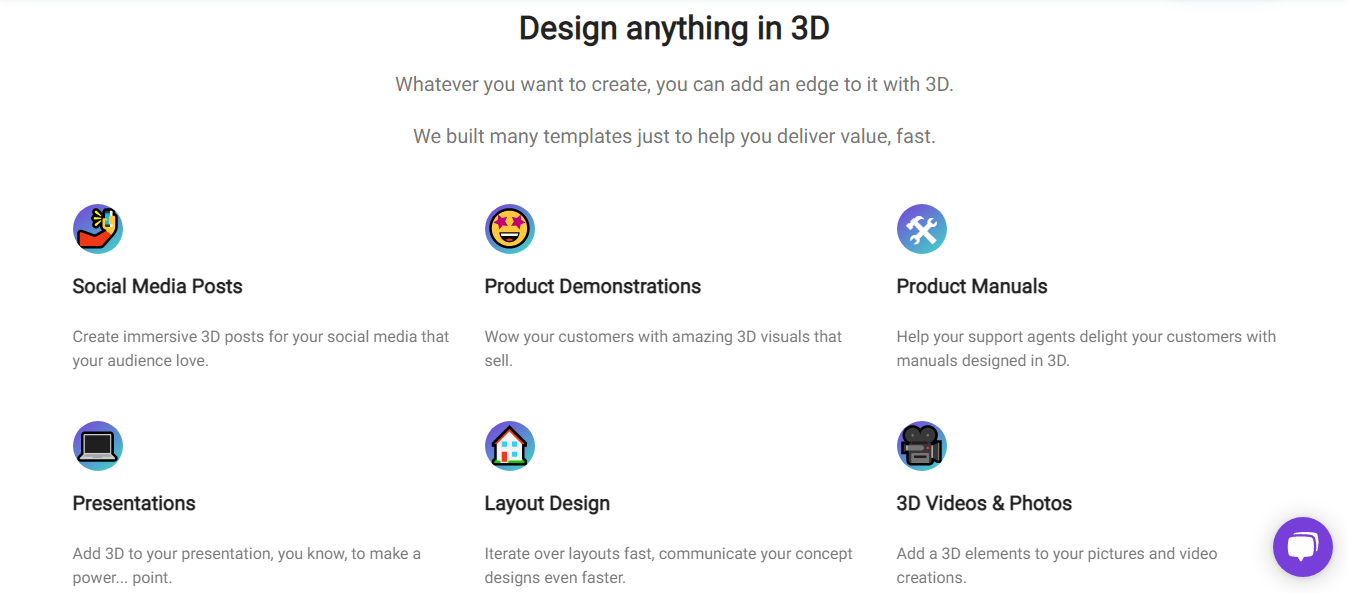 Design anything in 3D
Whatever you want to create, you can add an edge to it with 3D.
We built many templates just to help you deliver value, fast.
Social Media Posts
Create immersive 3D posts for your social media that
your audience love.
Product Demonstrations
Wow your customers with amazing 3D visuals that
sell.
Product Manuals
Help your support agents delight your customers with
manuals designed in 3D.
Presentations
Add 3D to your presentation, you know, to make a
power... point.
Layout Design
Iterate over layouts fast, communicate your concept
designs even faster.
3D Videos & Photos
Add a 3D elements to your pictures and video
creations.